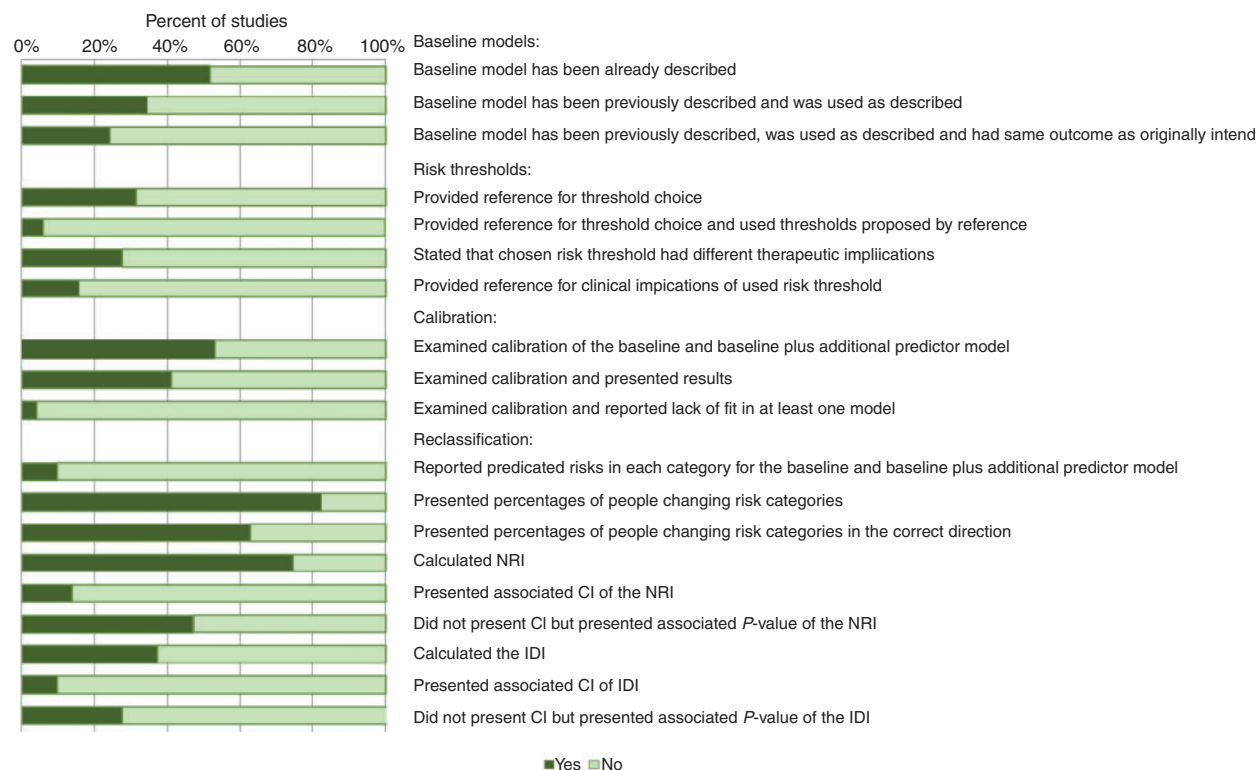 Percent of studies
0% 20% 40% 60% 80% 100%
Baseline models:
Baseline model has been already described
Baseline model has been previously described and was used as described
Baseline model has been previously described, was used as described and had same outcome as originally intend
Risk thresholds:
Provided reference for threshold choice
Provided reference for threshold choice and used thresholds proposed by reference
Stated that chosen risk threshold had different therapeutic impliications
Provided reference for clinical impications of used risk threshold
Calibration:
Examined calibration of the baseline and baseline plus additional predictor model
Examined calibration and presented results
Examined calibration and reported lack of fit in at least one model
Reclassification:
Reported predicated risks in each category for the baseline and baseline plus additional predictor model
Presented percentages of people changing risk categories
Presented percentages of people changing risk categories in the correct direction
Calculated NRI
Presented associated CI of the NRI
Did not present CI but presented associated P-value of the NRI
Calculated the IDI
Presented associated CI of IDI
Did not present CI but presented associated P-value of the IDI
Yes No